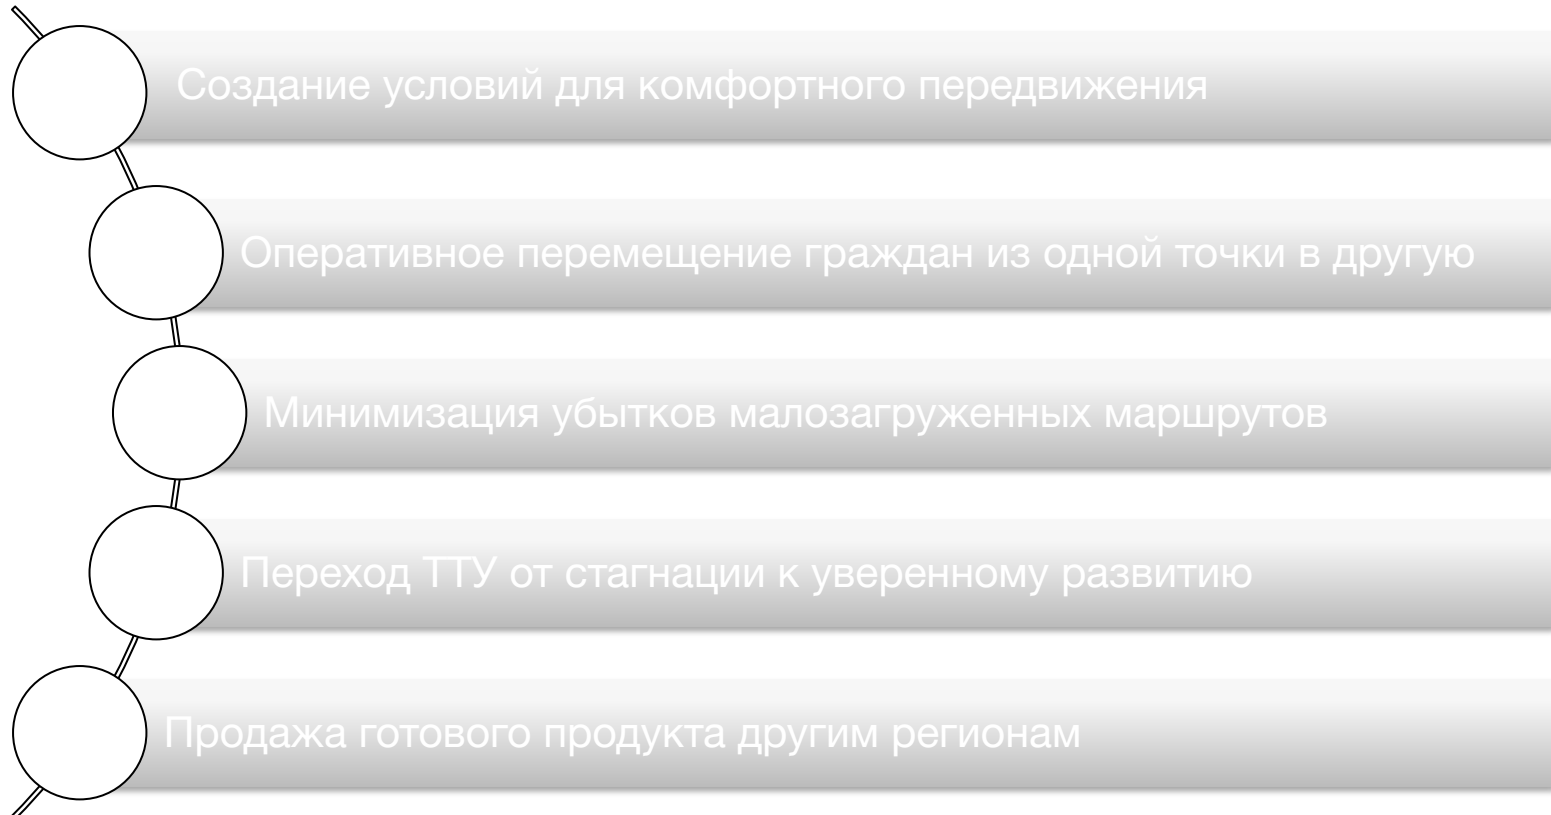 Создание условий для комфортного передвижения
Оперативное перемещение граждан из одной точки в другую
Минимизация убытков малозагруженных маршрутов
Переход ТТУ от стагнации к уверенному развитию
Продажа готового продукта другим регионам